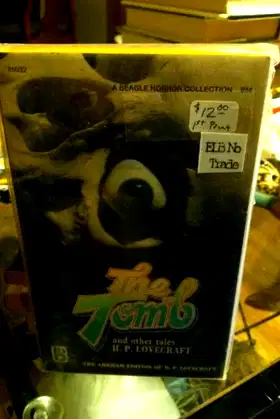 A BEAGLE HORROR COLLECTION
95¢
$12.00
1st Print
ELB No
Trade
The
Tomb
and other tales
H. P. LOVECRAFT
B
THE ARKHAM EDITION OF H. P. LOVECRAFT